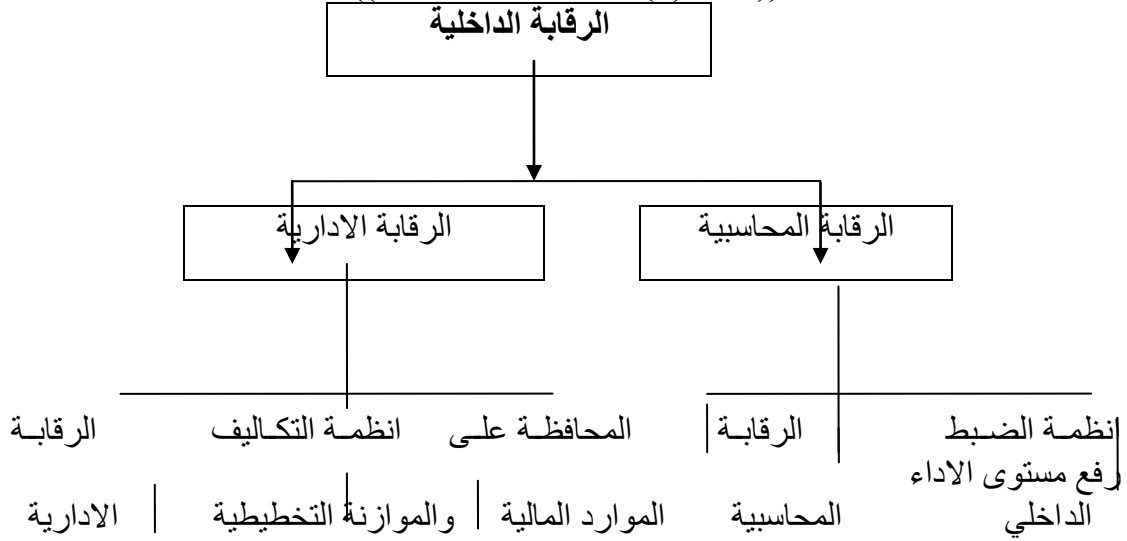 الرقابة الداخلية
الرقابة المحاسبية
الرقابة الادارية
انظمة الضبط الرقابة المحاسبة المحافظة على انظمة التكاليف الرقابة
رفع مستوى الاداء
الداخلي المحاسبية الموارد المالية والموازنة التخطيطية الادارية